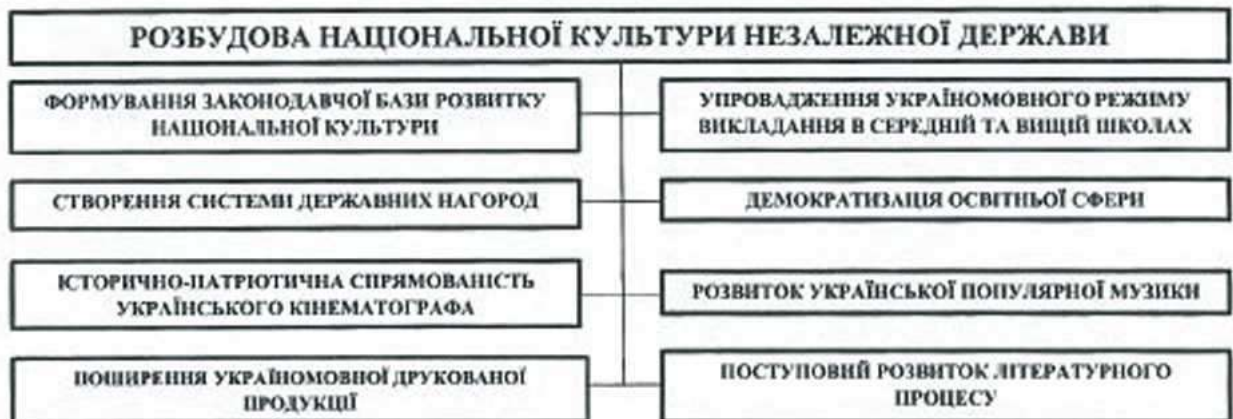 РОЗБУДОВА НАЦІОНАЛЬНОЇ КУЛЬТУРИ НЕЗАЛЕЖНОЇ ДЕРЖАВИ
ФОРМУВАННЯ ЗАКОНОДАВЧОЇ БАЗИ РОЗВИТКУ
НАЦІОНАЛЬНОЇ КУЛЬТУРИ
УПРОВАДЖЕННЯ УКРАЇНОМОВНОГО РЕЖИМУ
ВИКЛАДАННЯ В СЕРЕДНІЙ ТА ВИЩІЙ ШКОЛАХ
СТВОРЕННЯ СИСТЕМИ ДЕРЖАВНИХ НАГОРОД
ДЕМОКРАТИЗАЦІЯ ОСВІТНЬОЇ СФЕРИ
ІСТОРИЧНО-ПАТРІОТИЧНА СПРЯМОВАНІСТЬ
УКРАЇНСЬКОГО КІНЕМАТОГРАФА
РОЗВИТОК УКРАЇНСЬКОЇ ПОПУЛЯРНОЇ МУЗИКИ
ПОШИРЕННЯ УКРАЇНОМОВНОЇ ДРУКОВАНОЇ
ПРОДУКЦІЇ
ПОСТУПОВИЙ РОЗВИТОК ЛІТЕРАТУРНОГО
ПРОЦЕСУ